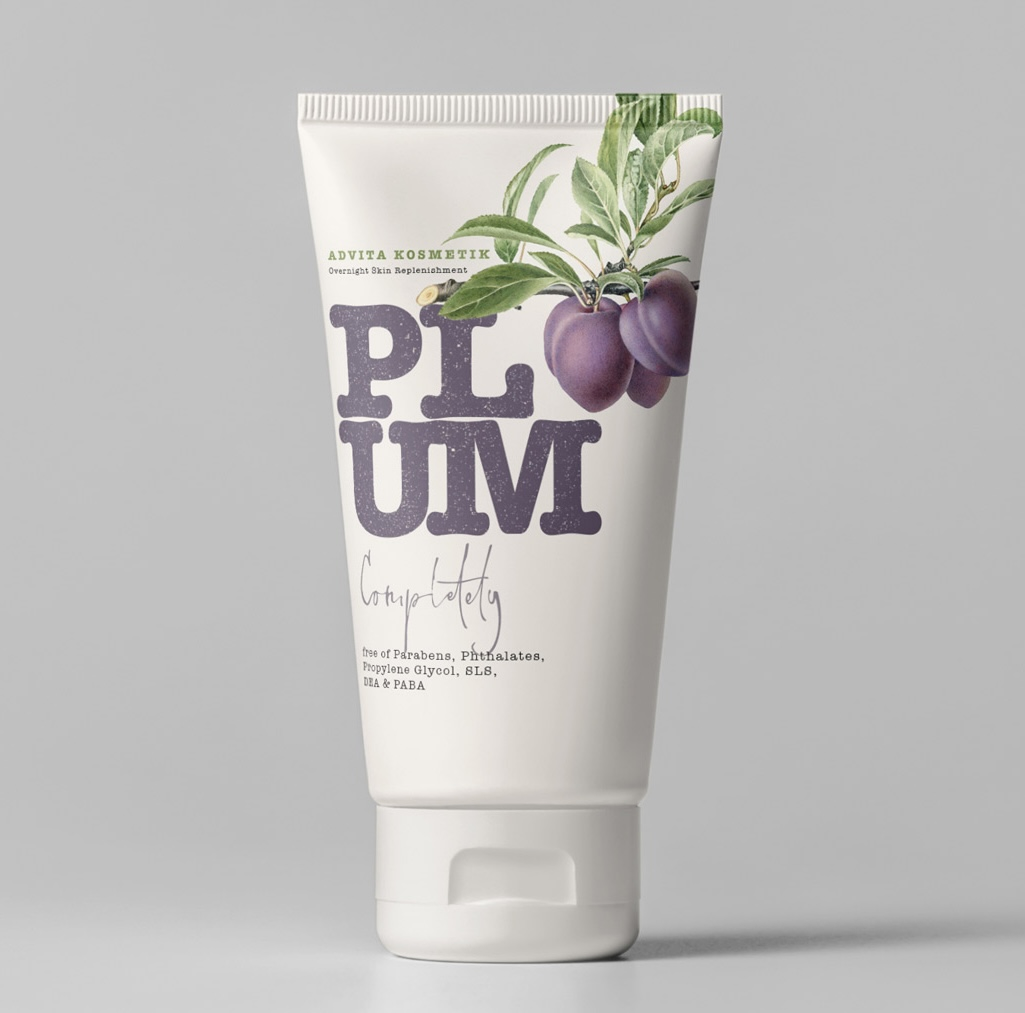 ADVITA KOSMETIK
Overnight Skin Replenishment
PL
UM
Completely
free of Parabens, Phthalates,
Propylene Glycol, SLS,
DEA & PABA